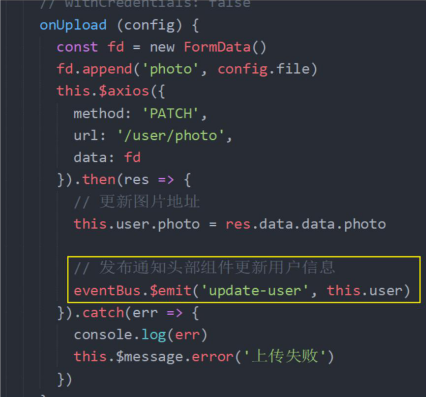 // withCredentials: false
onUpload (config) {
const fd = new FormData()
fd.append('photo', config.file)
this.$axios({
method: 'PATCH',
url: '/user/photo',
data: fd
}).then(res => {
// 更新图片地址
this.user.photo = res.data.data.photo
// 发布通知头部组件更新用户信息
eventBus.$emit('update-user', this.user)
}).catch(err => {
console.log(err)
this.$message.error('上传失败')
})